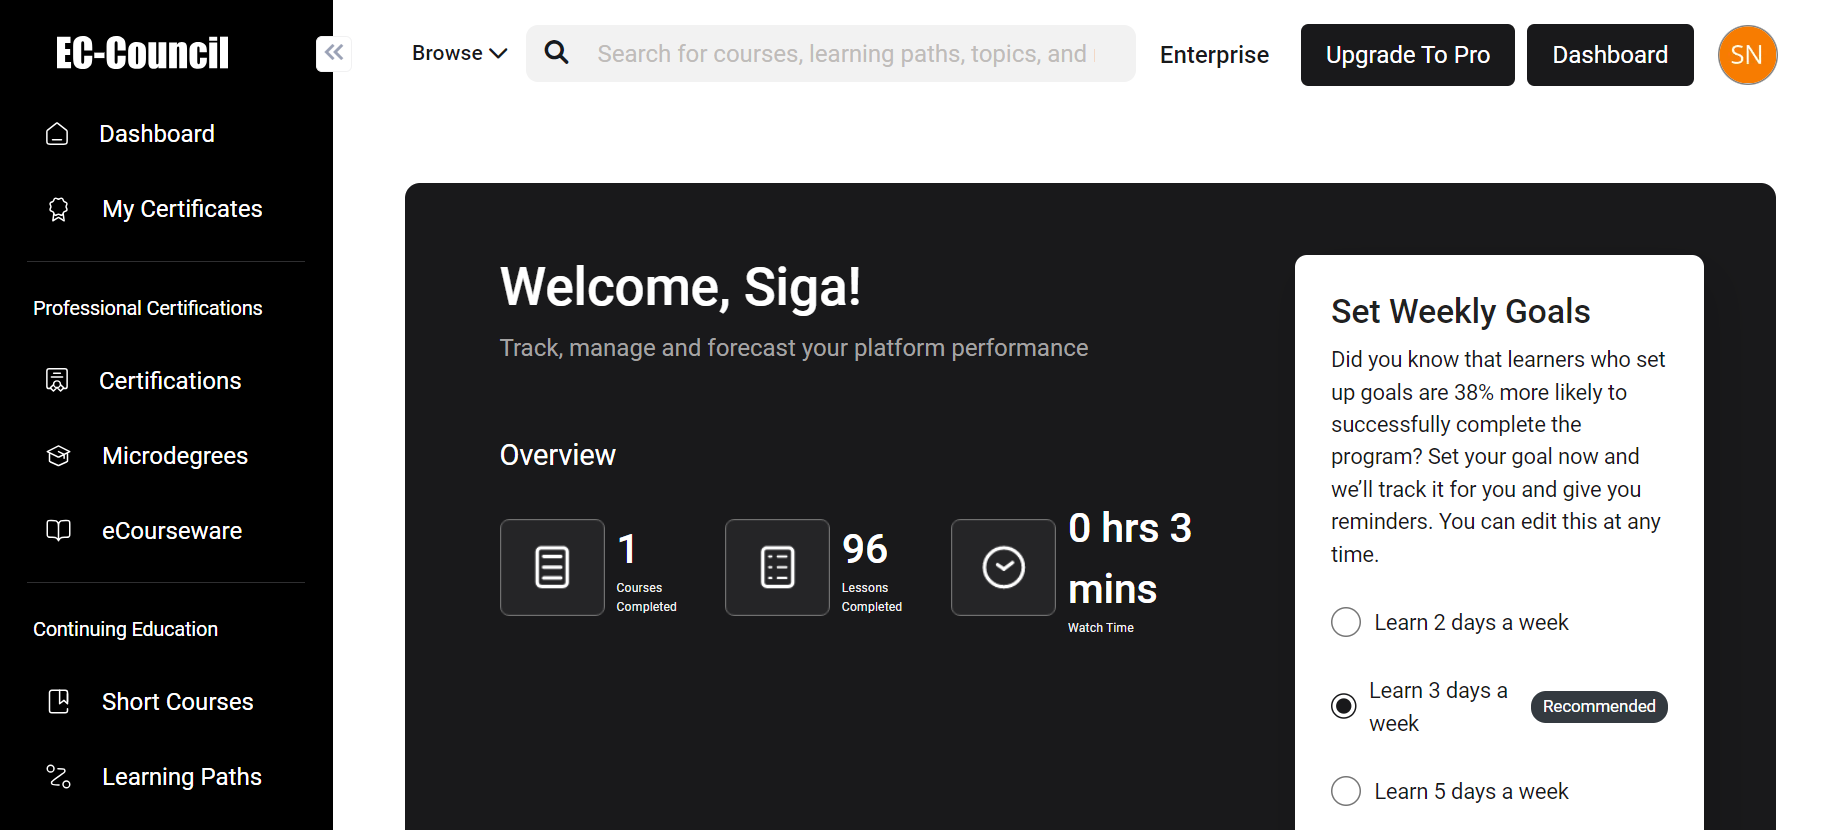 EC-Council
Dashboard
My Certificates
Professional Certifications
Certifications
Microdegrees
eCourseware
Continuing Education
Short Courses
Learning Paths
Browse
Search for courses, learning paths, topics, and
Enterprise
Upgrade To Pro
Dashboard
SN
Welcome, Siga!
Track, manage and forecast your platform performance
Overview
1
Courses
Completed
96
Lessons
Completed
0 hrs 3
mins
Watch Time
Set Weekly Goals
Did you know that learners who set
up goals are 38% more likely to
successfully complete the
program? Set your goal now and
we’ll track it for you and give you
reminders. You can edit this at any
time.
Learn 2 days a week
Learn 3 days a
week
Recommended
Learn 5 days a week